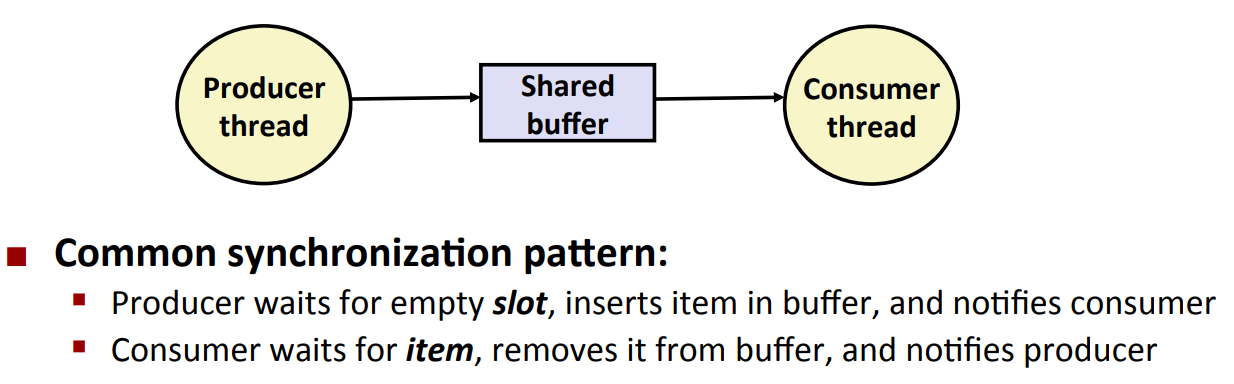 Producer
thread
Shared
buffer
Consumer
thread
Common synchronization pattern:
Producer waits for empty slot, inserts item in buffer, and notifies consumer
Consumer waits for item, removes it from buffer, and notifies producer